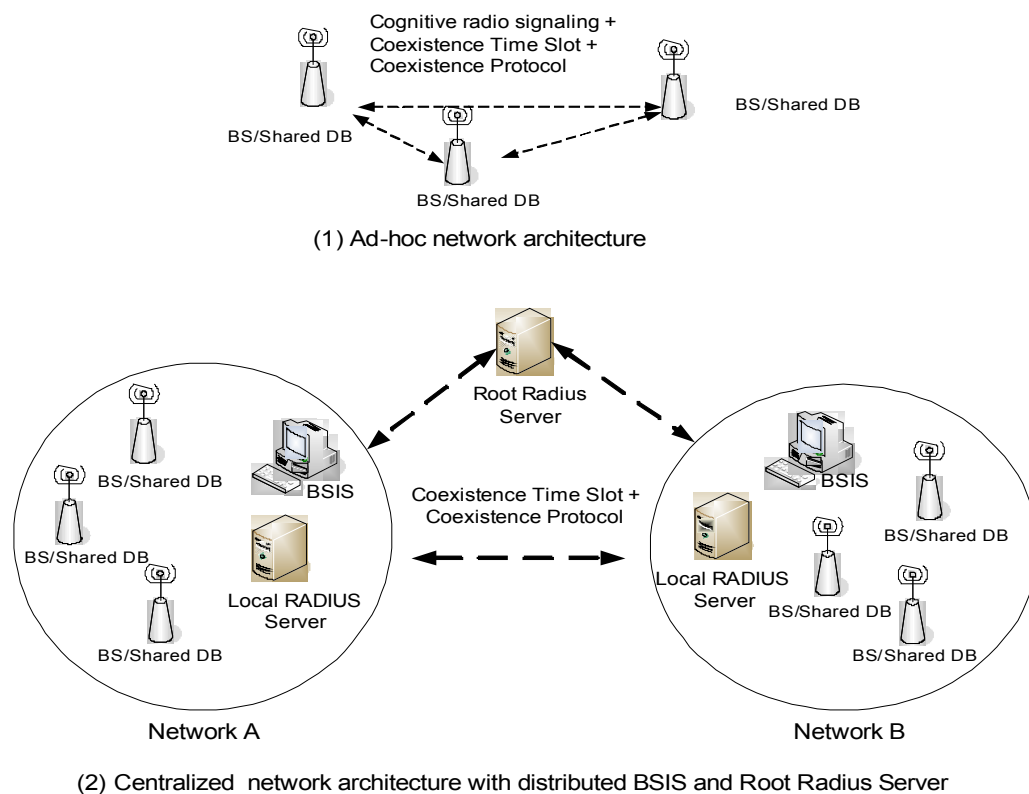 Cognitive radio signaling +
Coexistence Time Slot +
Coexistence Protocol
BS/Shared DB
BS/Shared DB
BS/Shared DB
(1) Ad-hoc network architecture
Root Radius
Server
BS/Shared DB
BSIS
BS/Shared DB
Local RADIUS
Server
BS/Shared DB
Network A
Coexistence Time Slot +
Coexistence Protocol
BSIS
BS/Shared DB
Local RADIUS
Server
BS/Shared DB
BS/Shared DB
Network B
(2) Centralized network architecture with distributed BSIS and Root Radius Server